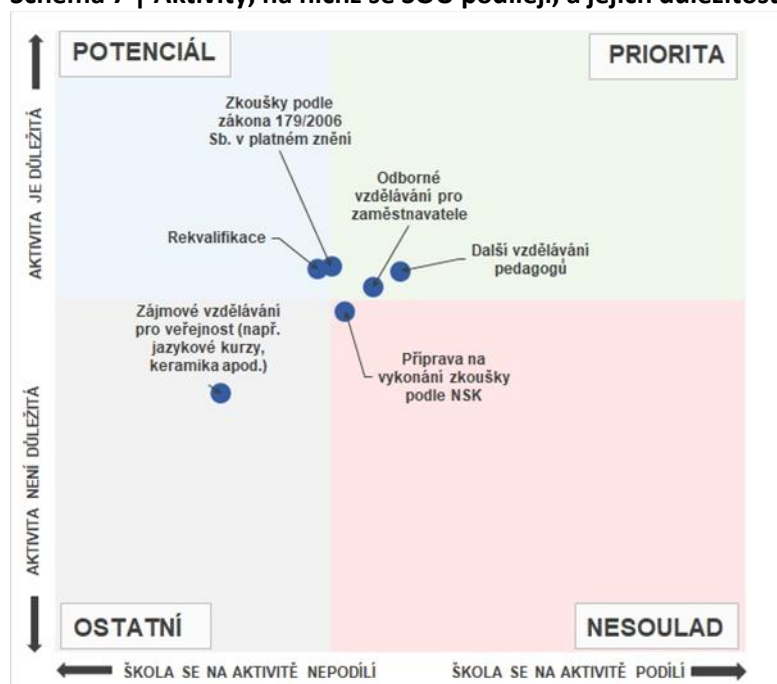 Schéma 7 | Aktivity, na nichž se SOU podílejí, a jejich důležitost
POTENCIÁL
PRIORITA
Zkoušky podle
zákona 179/2006
Sb. v platném znění
Odborné
vzdělávání pro
zaměstnavatele
Rekvalifikace
Další vzdělávání
pedagogů
Zájmové vzdělávání
pro veřejnost (např.
jazykové kurzy,
keramika apod.)
Příprava na
vykonání zkoušky
podle NSK
AKTIVITA JE DŮLEŽITÁ
AKTIVITA NENÍ DŮLEŽITÁ
OSTATNÍ
NESOULAD
ŠKOLA SE NA AKTIVITĚ NEPODÍLÍ
ŠKOLA SE NA AKTIVITĚ PODÍLÍ